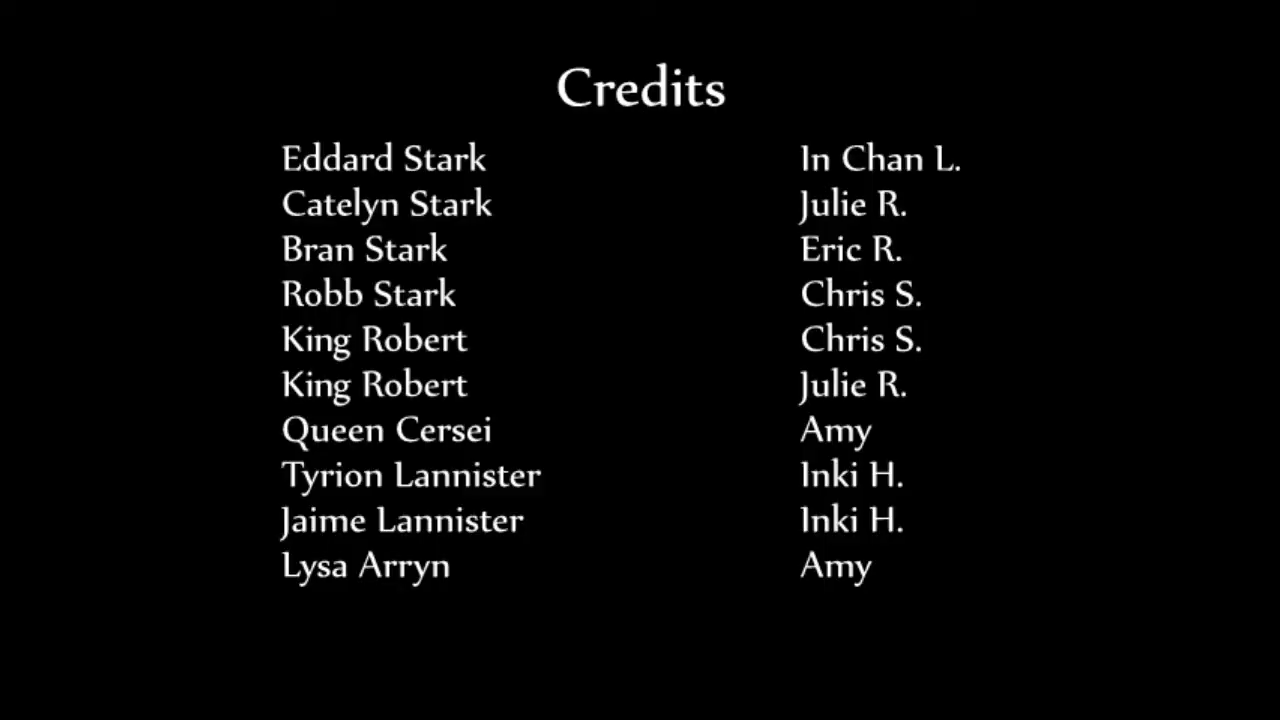 Credits
Eddard Stark In Chan L.
Catelyn Stark Julie R.
Bran Stark Eric R.
Robb Stark Chris S.
King Robert Chris S.
King Robert Julie R.
Queen Cersei Amy
Tyrion Lannister Inki H.
Jaime Lannister Inki H.
Lysa Arryn Amy